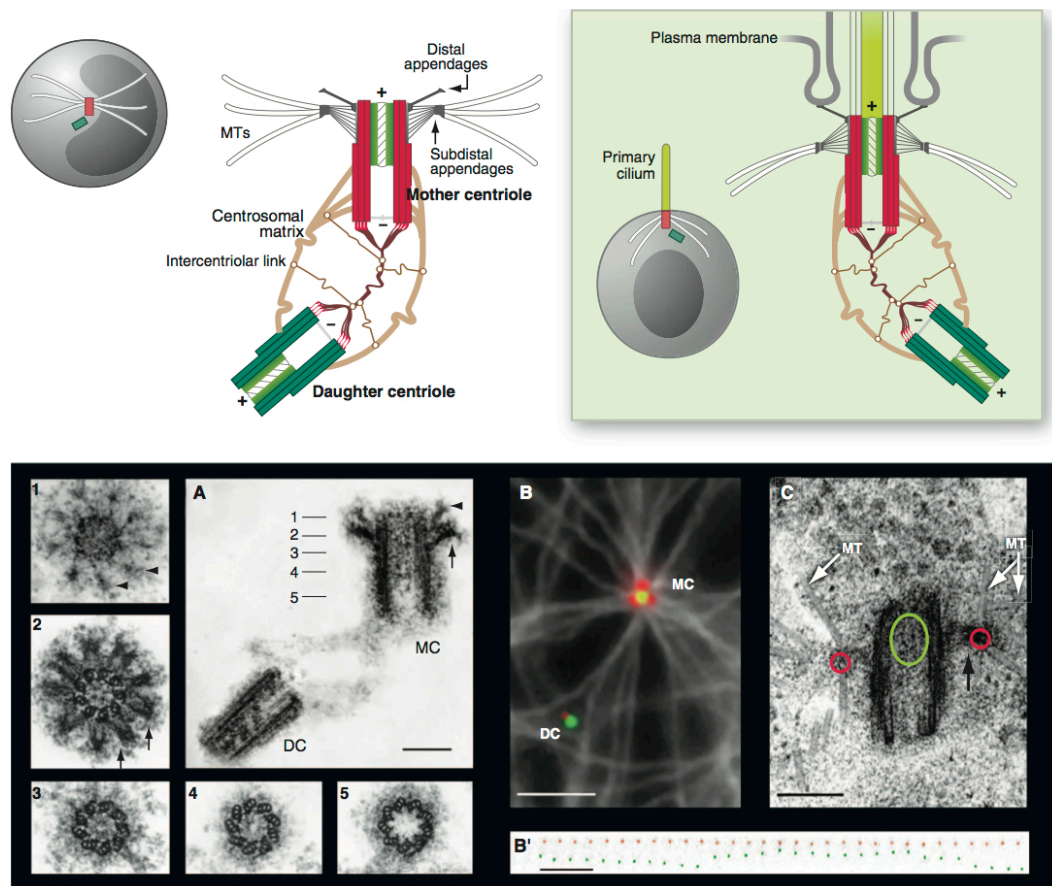 Distal
appendages
+
MTs
Subdistal
appendages
Mother centriole
Centrosomal
matrix
–
Intercentriolar link
–
Daughter centriole
+
Plasma membrane
+
Primary
cilium
–
–
+
1
A
1
2
3
4
5
MC
DC
2
3
4
5
B
MC
DC
C
MT
MT
B'